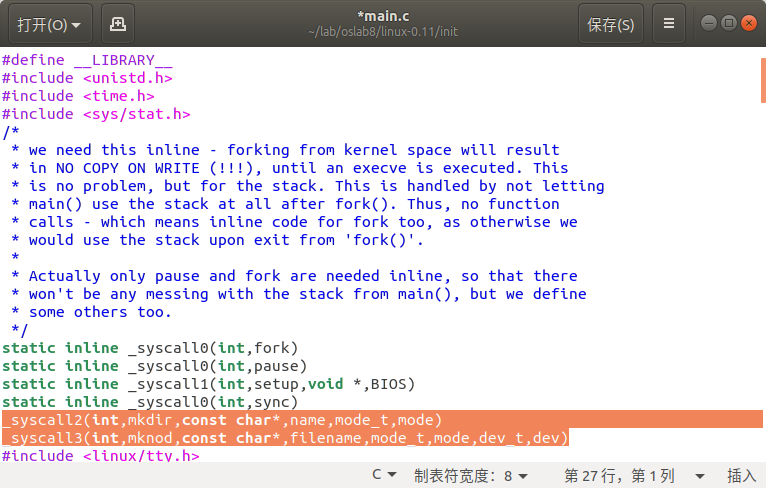 打开(O)
*main.c
~/lab/oslab8/linux-0.11/init
保存(S)
#define __LIBRARY__
#include <unistd.h>
#include <time.h>
#include <sys/stat.h>
/*
 * we need this inline - forking from kernel space will result
 * in NO COPY ON WRITE (!!!), until an execve is executed. This
 * is no problem, but for the stack. This is handled by not letting
 * main() use the stack at all after fork(). Thus, no function
 * calls - which means inline code for fork too, as otherwise we
 * would use the stack upon exit from 'fork()'.
 *
 * Actually only pause and fork are needed inline, so that there
 * won't be any messing with the stack from main(), but we define
 * some others too.
 */
static inline _syscall0(int,fork)
static inline _syscall0(int,pause)
static inline _syscall1(int,setup,void *,BIOS)
static inline _syscall0(int,sync)
_syscall2(int,mkdir,const char*,name,mode_t,mode)
_syscall3(int,mknod,const char*,filename,mode_t,mode,dev_t,dev)
#include <linux/tty.h>
C 制表符宽度：8 第 27 行，第 1 列 插入